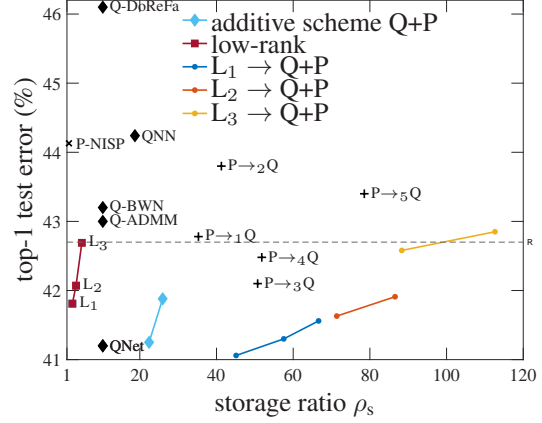 46
45
44
43
42
41
top-1 test error (%)
Q-DoReFa
additive scheme Q+P
low-rank
L₁ → Q+P
L₂ → Q+P
L₃ → Q+P
P-NISP
QNN
P→₂Q
P→₅Q
Q-BWN
Q-ADMM
P→₁Q
L₃
R
P→₄Q
L₂
P→₃Q
L₁
QNet
1
20
40
60
80
100
120
storage ratio ρₛ